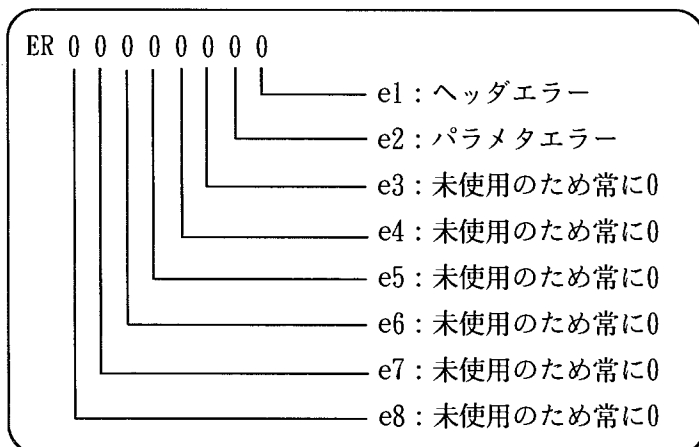 ER 0 0 0 0 0 0 0 0
e1：ヘッダエラー
e2：パラメタエラー
e3：未使用のため常に0
e4：未使用のため常に0
e5：未使用のため常に0
e6：未使用のため常に0
e7：未使用のため常に0
e8：未使用のため常に0